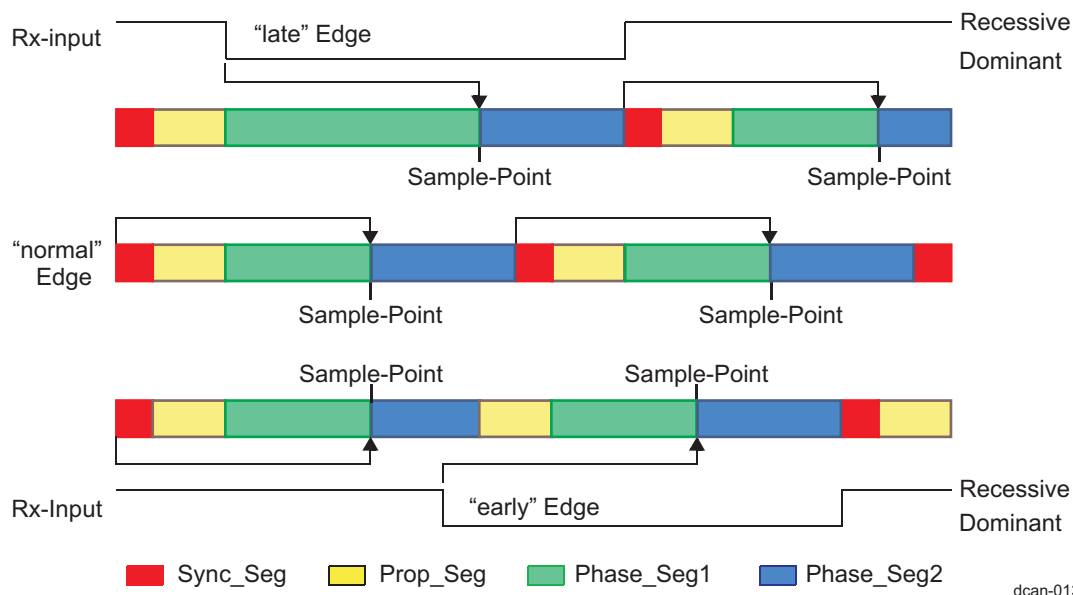 Rx-input
“late” Edge
Recessive
Dominant
Sample-Point
Sample-Point
“normal”
Edge
Sample-Point
Sample-Point
Sample-Point
Sample-Point
Rx-Input
“early” Edge
Recessive
Dominant
Sync_Seg
Prop_Seg
Phase_Seg1
Phase_Seg2